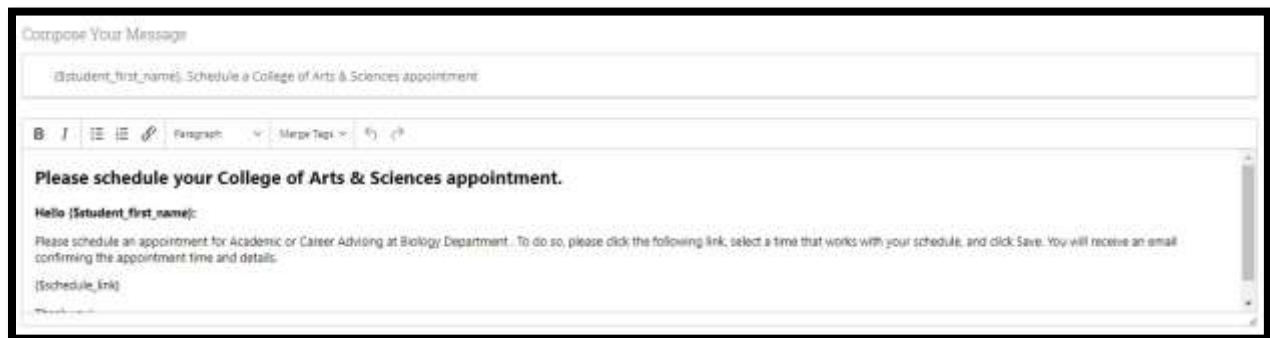 Compose Your Message
{$student_first_name}, Schedule a College of Arts & Sciences appointment
B I Paragraph Merge Tags
Please schedule your College of Arts & Sciences appointment.
Hello {$student_first_name}:
Please schedule an appointment for Academic or Career Advising at Biology Department . To do so, please click the following link, select a time that works with your schedule, and click Save. You will receive an email
confirming the appointment time and details.
{$schedule_link}